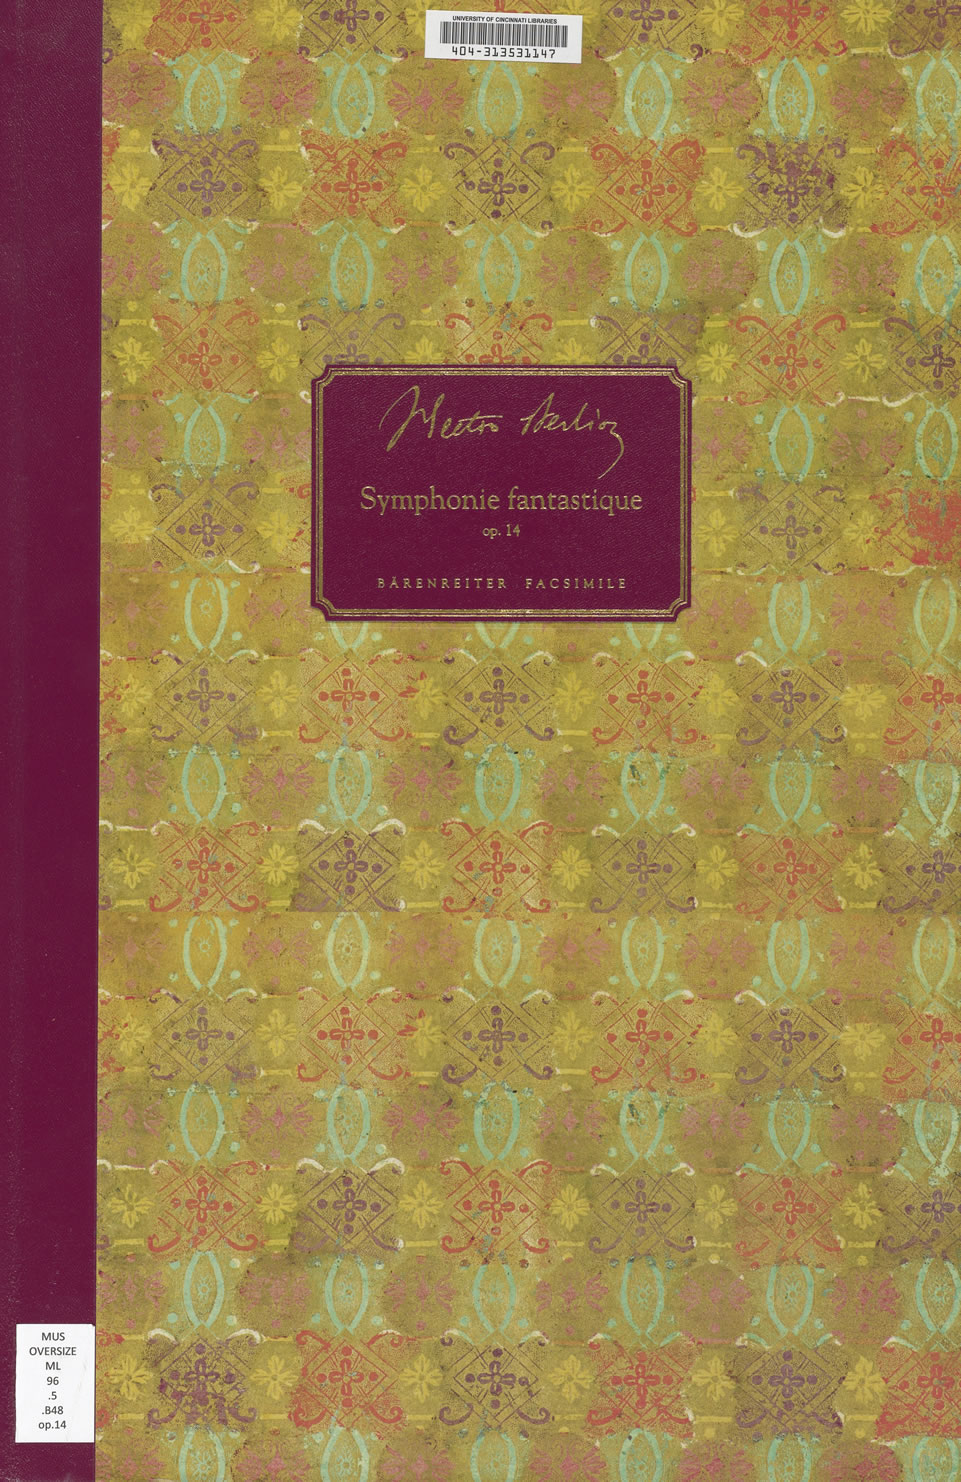 UNIVERSITY OF CINCINNATI LIBRARIES
404-313531147
Hector Berlioz
Symphonie fantastique
op. 14
BÄRENREITER FACSIMILE
MUS
OVERSIZE
ML
96
.5
.B48
op.14